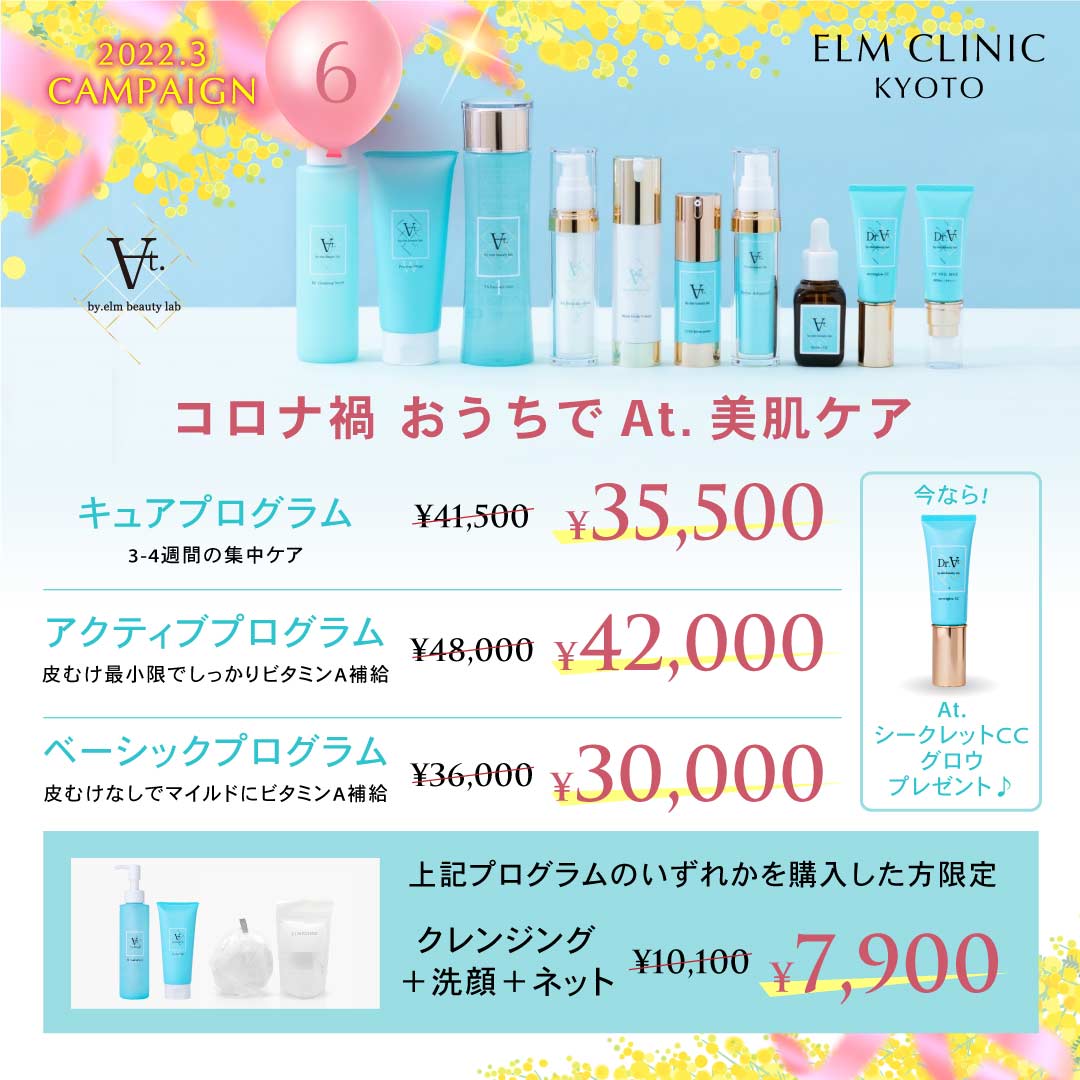 2022.3
CAMPAIGN
6
ELM CLINIC
KYOTO
At.
by.elm beauty lab
Dr.At.
Dr.At.
コロナ禍 おうちで At. 美肌ケア
キュアプログラム
3-4週間の集中ケア
¥41,500
¥35,500
アクティブプログラム
皮むけ最小限でしっかりビタミンA補給
¥48,000
¥42,000
ベーシックプログラム
皮むけなしでマイルドにビタミンA補給
¥36,000
¥30,000
今なら!
Dr.At.
At.
シークレットCC
グロウ
プレゼント♪
上記プログラムのいずれかを購入した方限定
クレンジング
＋洗顔＋ネット
¥10,100
¥7,900